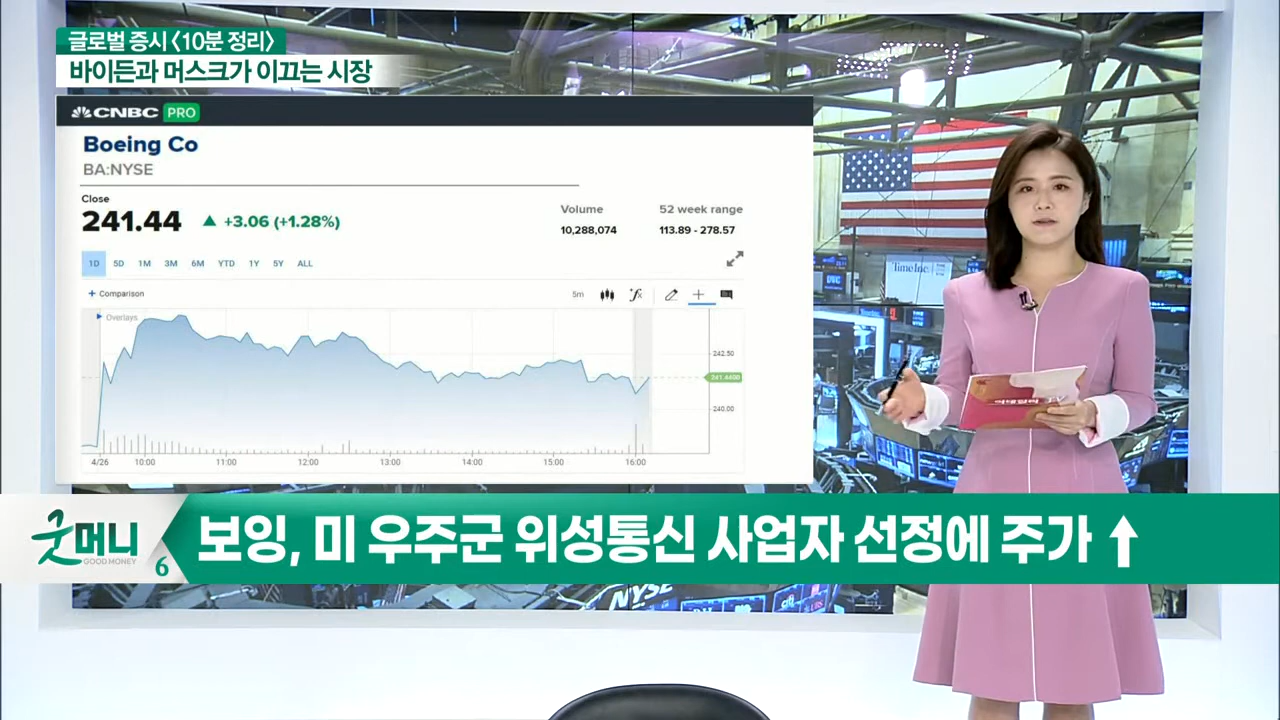 글로벌 증시 <10분 정리>
바이든과 머스크가 이끄는 시장
CNBC PRO
Boeing Co
BA:NYSE
Close
241.44 ▲ +3.06 (+1.28%)
Volume
10,288,074
52 week range
113.89 - 278.57
1D 5D 1M 3M 6M YTD 1Y 5Y ALL
+ Comparison
5m
Overlays
242.50
241.4400
240.00
4/26 10:00 11:00 12:00 13:00 14:00 15:00 16:00
TimeInc
굿머니
GOOD MONEY
6
보잉, 미 우주군 위성통신 사업자 선정에 주가 ↑
NYSE
citi